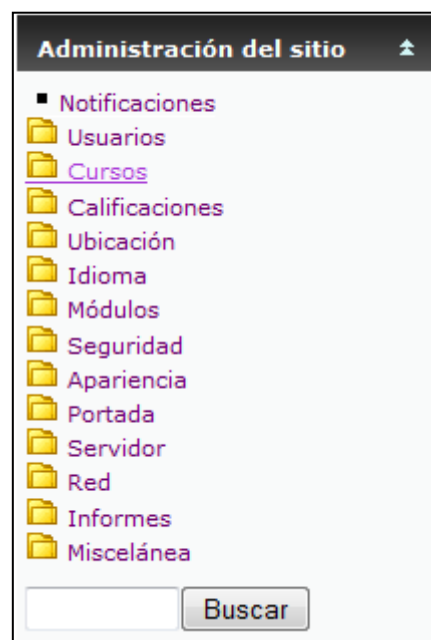 Administración del sitio
Notificaciones
Usuarios
Cursos
Calificaciones
Ubicación
Idioma
Módulos
Seguridad
Apariencia
Portada
Servidor
Red
Informes
Miscelánea
Buscar